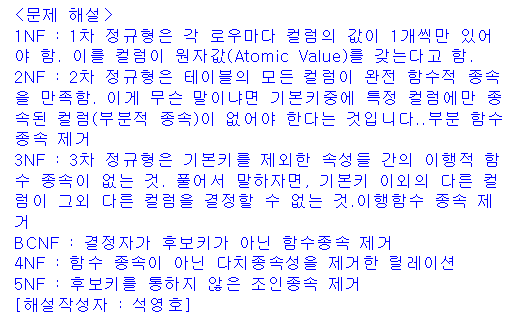 <문제 해설>
1NF : 1차 정규형은 각 로우마다 컬럼의 값이 1개씩만 있어
야 함. 이를 컬럼이 원자값(Atomic Value)를 갖는다고 함.
2NF : 2차 정규형은 테이블의 모든 컬럼이 완전 함수적 종속
을 만족함. 이게 무슨 말이냐면 기본키중에 특정 컬럼에만 종
속된 컬럼(부분적 종속)이 없어야 한다는 것입니다..부분 함수
종속 제거
3NF : 3차 정규형은 기본키를 제외한 속성들 간의 이행적 함
수 종속이 없는 것. 풀어서 말하자면, 기본키 이외의 다른 컬
럼이 그외 다른 컬럼을 결정할 수 없는 것.이행함수 종속 제
거
BCNF : 결정자가 후보키가 아닌 함수종속 제거
4NF : 함수 종속이 아닌 다치종속성을 제거한 릴레이션
5NF : 후보키를 통하지 않은 조인종속 제거
[해설작성자 : 석영호]